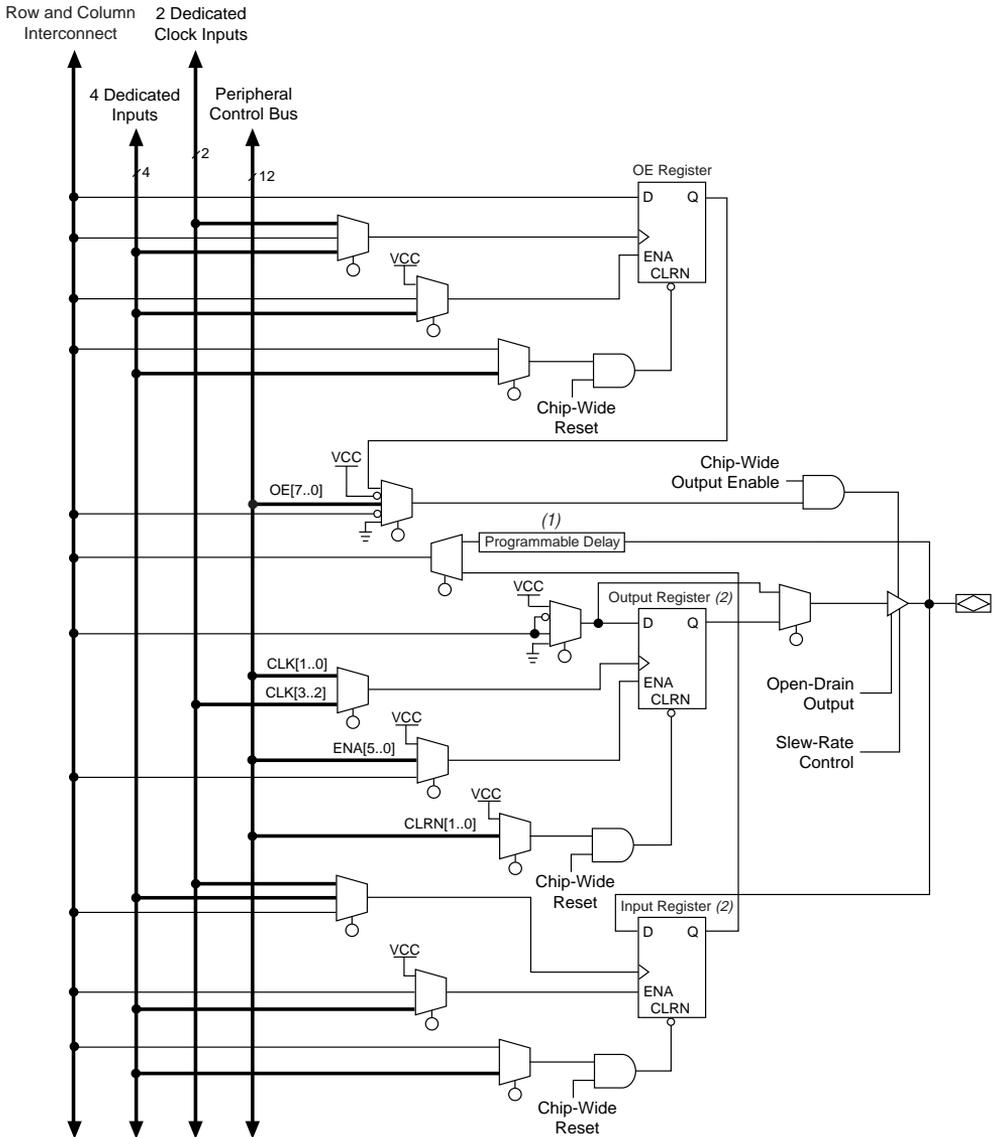 Row and Column
Interconnect
2 Dedicated
Clock Inputs
4 Dedicated
Inputs
Peripheral
Control Bus
2
4
12
OE Register
D Q
ENA
CLRN
VCC
Chip-Wide
Reset
VCC
OE[7..0]
Chip-Wide
Output Enable
(1)
Programmable Delay
VCC
Output Register (2)
D Q
ENA
CLRN
CLK[1..0]
CLK[3..2]
Open-Drain
Output
VCC
ENA[5..0]
Slew-Rate
Control
VCC
CLRN[1..0]
Chip-Wide
Reset
Input Register (2)
D Q
ENA
CLRN
VCC
Chip-Wide
Reset